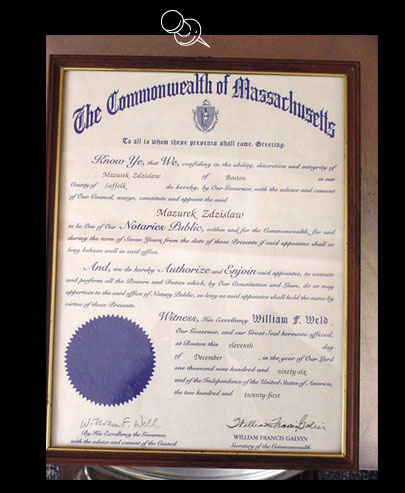 The Commonwealth of Massachusetts
To all to whom these presents shall come, Greeting:
Know Ye, that We, confiding in the ability, discretion and integrity of
Mazurek Zdzislaw of Boston in our
County of Suffolk do hereby, by Our Governor, with the advice and consent
of Our Council, assign, constitute and appoint the said
Mazurek Zdzislaw
to be One of Our Notaries Public, within and for the Commonwealth, for and
during the term of Seven Years from the date of these Presents, if said appointee shall so
long behave well in said office.
And, we do hereby Authorize and Enjoin said appointee, to execute
and perform all the Powers and Duties which, by Our Constitution and Laws, do or may
appertain to the said office of Notary Public, so long as said appointee shall hold the same by
virtue of these Presents.
Witness, His Excellency William F. Weld,
Our Governor, and our Great Seal hereunto affixed,
at Boston this eleventh day
of December , in the year of Our Lord
one thousand nine hundred and ninety-six
and of the Independence of the United States of America,
the two hundred and twenty-first
William F. Weld
By His Excellency the Governor
with the advice and consent of the Council
William Francis Galvin
WILLIAM FRANCIS GALVIN
Secretary of the Commonwealth